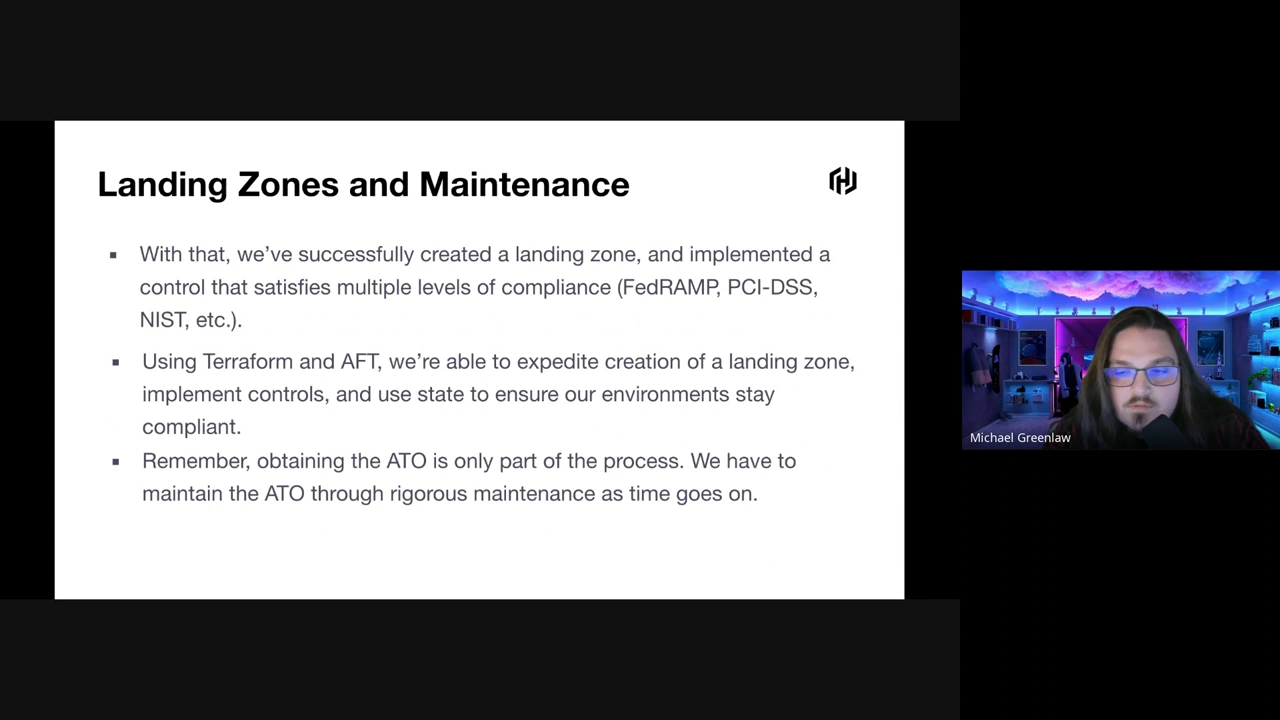 Landing Zones and Maintenance
▪ With that, we’ve successfully created a landing zone, and implemented a
control that satisfies multiple levels of compliance (FedRAMP, PCI-DSS,
NIST, etc.).
▪ Using Terraform and AFT, we’re able to expedite creation of a landing zone,
implement controls, and use state to ensure our environments stay
compliant.
▪ Remember, obtaining the ATO is only part of the process. We have to
maintain the ATO through rigorous maintenance as time goes on.
Michael Greenlaw